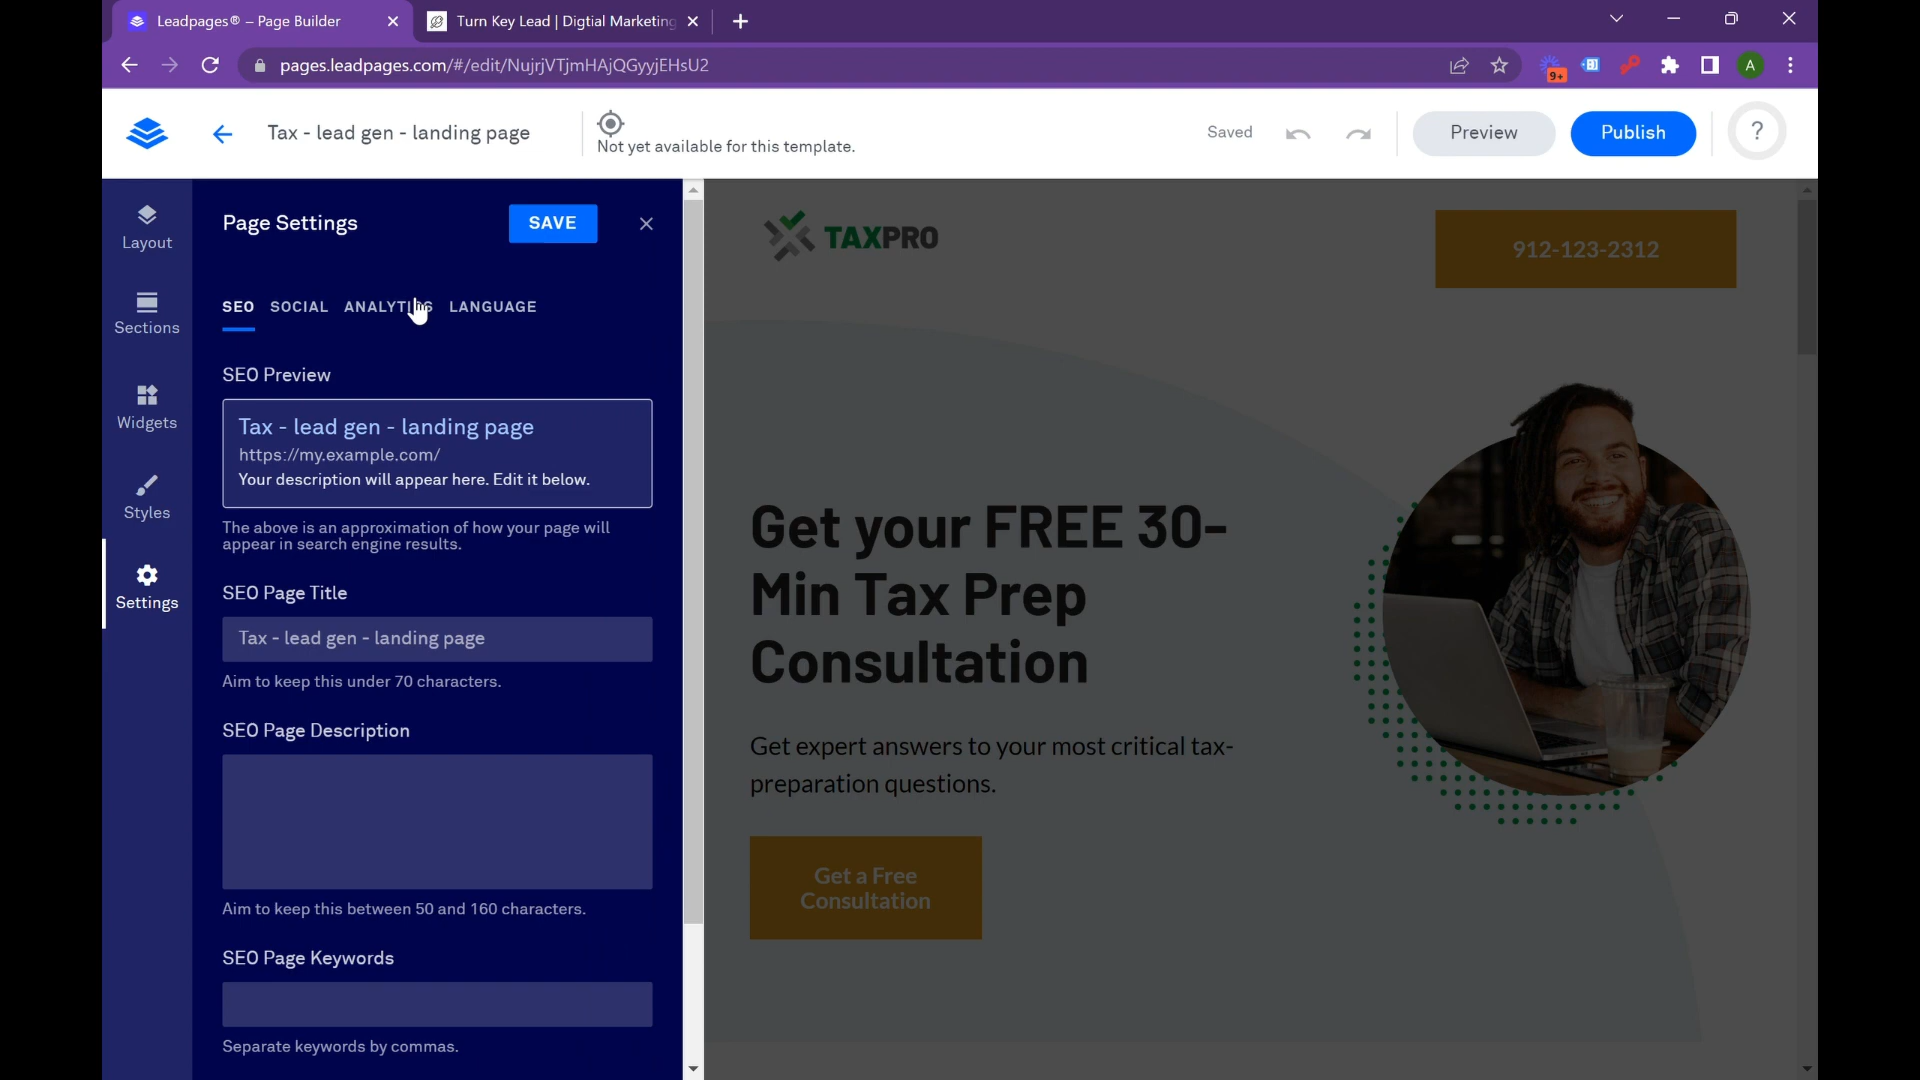 Leadpages® – Page Builder
Turn Key Lead | Digtial Marketing
pages.leadpages.com/#/edit/NujrjVTjmHAjQGyyjEHsU2
9+
A
Tax - lead gen - landing page
Not yet available for this template.
Saved
Preview
Publish
?
Layout
Sections
Widgets
Styles
Settings
Page Settings
SAVE
SEO SOCIAL ANALYTICS LANGUAGE
SEO Preview
Tax - lead gen - landing page
https://my.example.com/
Your description will appear here. Edit it below.
The above is an approximation of how your page will
appear in search engine results.
SEO Page Title
Tax - lead gen - landing page
Aim to keep this under 70 characters.
SEO Page Description
Aim to keep this between 50 and 160 characters.
SEO Page Keywords
Separate keywords by commas.
TAXPRO
912-123-2312
Get your FREE 30-
Min Tax Prep
Consultation
Get expert answers to your most critical tax-
preparation questions.
Get a Free
Consultation